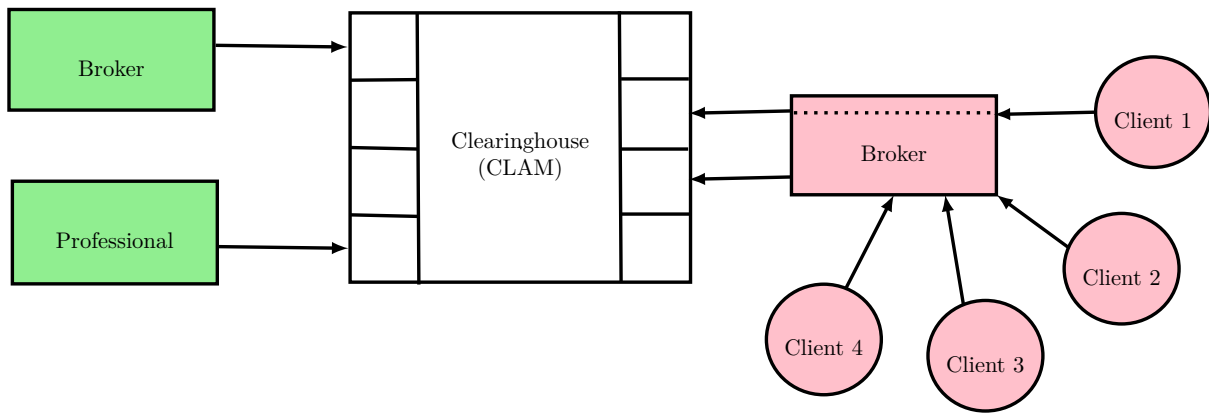 Broker
Professional
Clearinghouse
(CLAM)
Broker
Client 1
Client 2
Client 3
Client 4